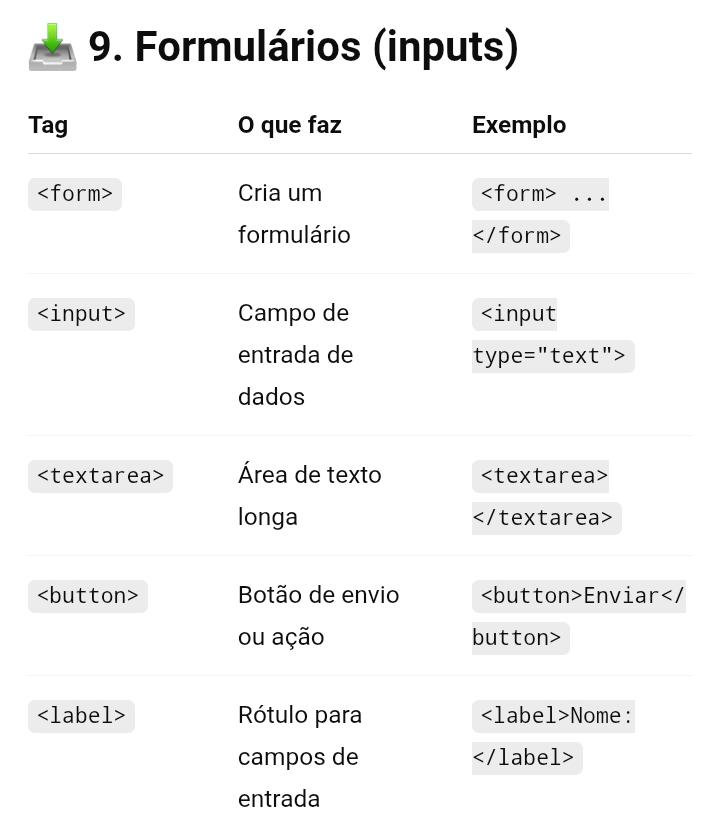 📥 9. Formulários (inputs)
Tag O que faz Exemplo
<form> Cria um <form> ...
formulário </form>
<input> Campo de <input
entrada de type="text">
dados
<textarea> Área de texto <textarea>
longa </textarea>
<button> Botão de envio <button>Enviar</
ou ação button>
<label> Rótulo para <label>Nome:
campos de </label>
entrada